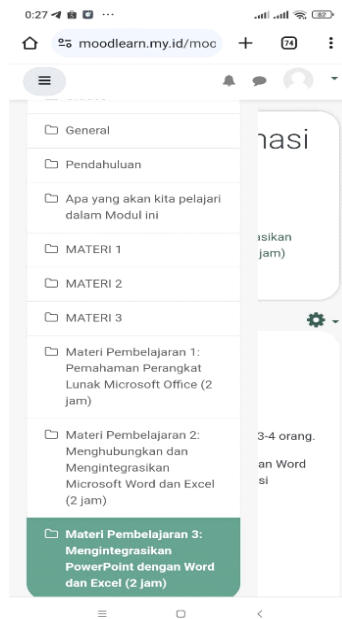 0:27
82
moodlearn.my.id/moc
74
General
Pendahuluan
Apa yang akan kita pelajari
dalam Modul ini
MATERI 1
MATERI 2
MATERI 3
Materi Pembelajaran 1:
Pemahaman Perangkat
Lunak Microsoft Office (2
jam)
Materi Pembelajaran 2:
Menghubungkan dan
Mengintegrasikan
Microsoft Word dan Excel
(2 jam)
Materi Pembelajaran 3:
Mengintegrasikan
PowerPoint dengan Word
dan Excel (2 jam)
nasi
asikan
jam)
3-4 orang.
an Word
si